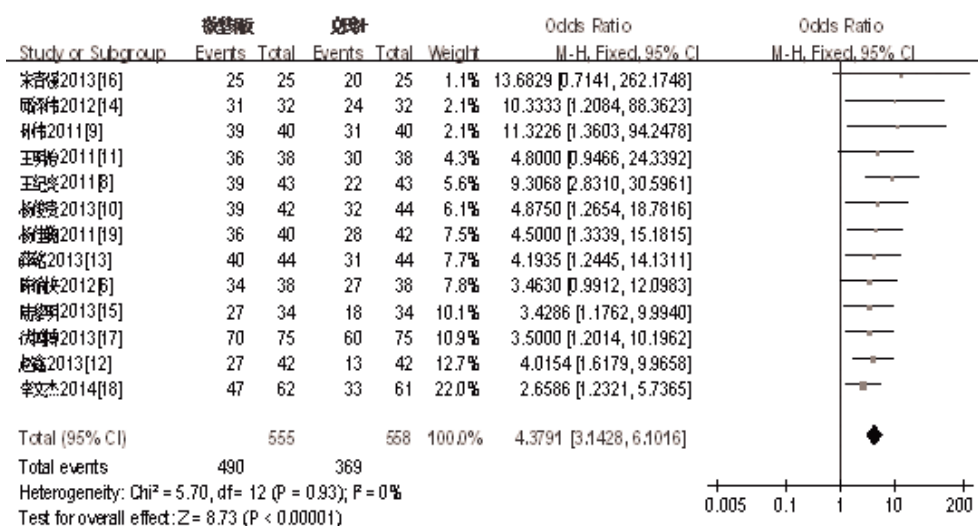 Odds Ratio Odds Ratio
Study or Subgroup Events Total Events Total Weight M-H, Fixed, 95% CI M-H, Fixed, 95% CI
2013[16] 25 25 20 25 1.1% 13.6829 [0.7141, 262.1748]
2012[14] 31 32 24 32 2.1% 10.3333 [1.2084, 88.3623]
2011[9] 39 40 31 40 2.1% 11.3226 [1.3603, 94.2478]
2011[11] 36 38 30 38 4.3% 4.8000 [0.9466, 24.3392]
2011[8] 39 43 22 43 5.6% 9.3068 [2.8310, 30.5961]
2013[10] 39 42 32 44 6.1% 4.8750 [1.2654, 18.7816]
2011[19] 36 40 28 42 7.5% 4.5000 [1.3339, 15.1815]
2013[13] 40 44 31 44 7.7% 4.1935 [1.2445, 14.1311]
2012[6] 34 38 27 38 7.8% 3.4630 [0.9912, 12.0983]
2013[15] 27 34 18 34 10.1% 3.4286 [1.1762, 9.9940]
2013[17] 70 75 60 75 10.9% 3.5000 [1.2014, 10.1962]
2013[12] 27 42 13 42 12.7% 4.0154 [1.6179, 9.9658]
李文杰2014[18] 47 62 33 61 22.0% 2.6586 [1.2321, 5.7365]
Total (95% CI) 555 558 100.0% 4.3791 [3.1428, 6.1016]
Total events 490 369
Heterogeneity: Chi² = 5.70, df = 12 (P = 0.93); I² = 0%
Test for overall effect: Z = 8.73 (P < 0.00001)
0.005 0.1 1 10 200